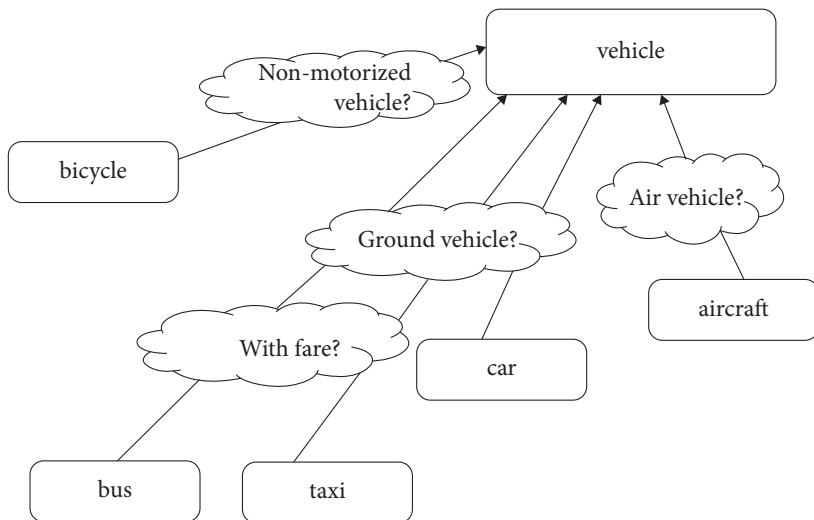 vehicle
Non-motorized
vehicle?
bicycle
Air vehicle?
Ground vehicle?
aircraft
With fare?
car
bus
taxi